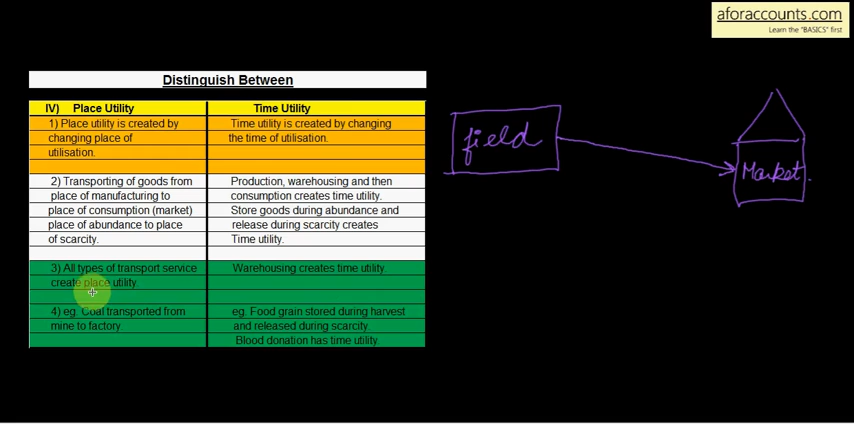 aforaccounts.com
Learn the "BASICS" first
Distinguish Between
IV) Place Utility
Time Utility
1) Place utility is created by
changing place of
utilisation.
Time utility is created by changing
the time of utilisation.
2) Transporting of goods from
place of manufacturing to
place of consumption (market)
place of abundance to place
of scarcity.
Production, warehousing and then
consumption creates time utility.
Store goods during abundance and
release during scarcity creates
Time utility.
3) All types of transport service
create place utility.
Warehousing creates time utility.
4) eg. Coal transported from
mine to factory.
eg. Food grain stored during harvest
and released during scarcity.
Blood donation has time utility.
field
Market